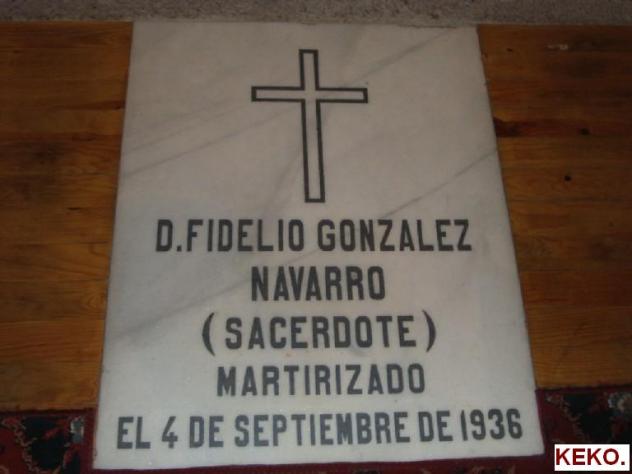 D.FIDELIO GONZALEZ
NAVARRO
(SACERDOTE)
MARTIRIZADO
EL 4 DE SEPTIEMBRE DE 1936
KEKO.